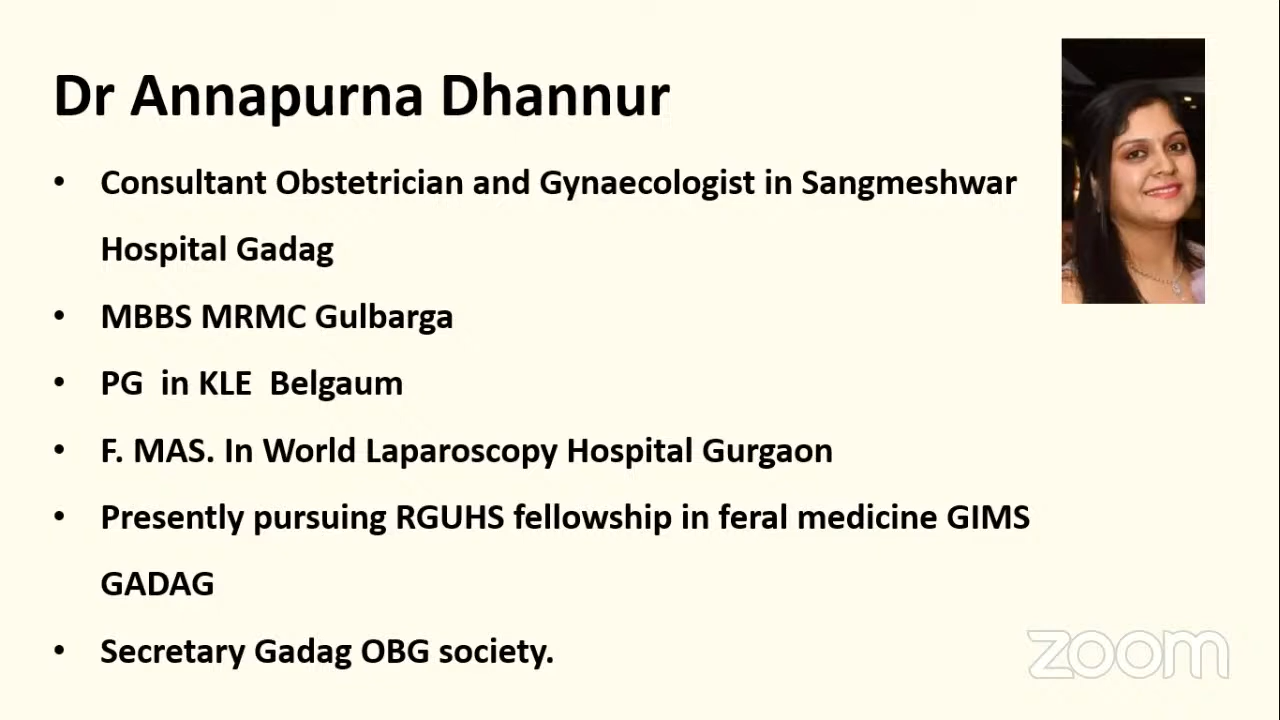 Dr Annapurna Dhannur
• Consultant Obstetrician and Gynaecologist in Sangmeshwar
Hospital Gadag
• MBBS MRMC Gulbarga
• PG in KLE Belgaum
• F. MAS. In World Laparoscopy Hospital Gurgaon
• Presently pursuing RGUHS fellowship in feral medicine GIMS
GADAG
• Secretary Gadag OBG society.
zoom